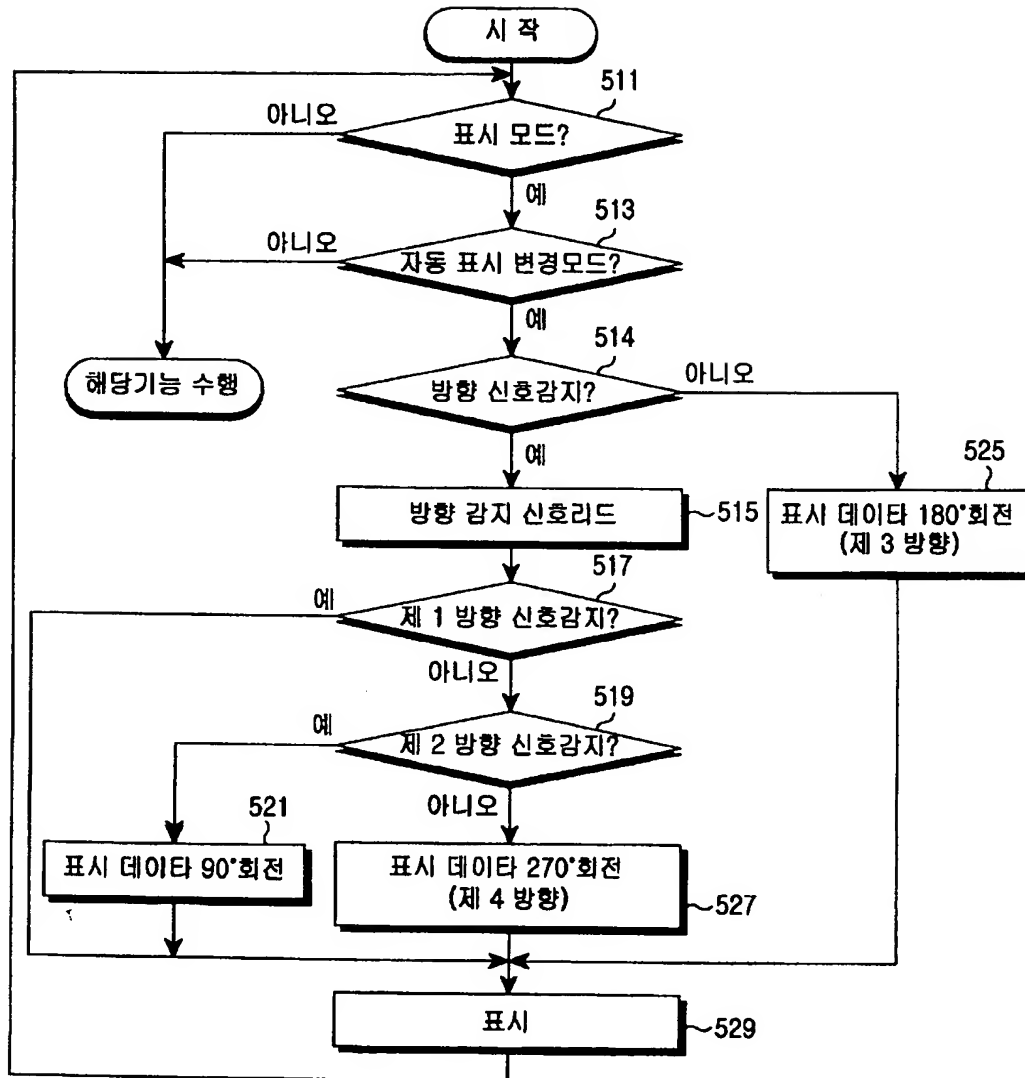 시 작
511
아니오
표시 모드?
예
513
아니오
자동 표시 변경모드?
예
514
해당기능 수행
방향 신호감지?
아니오
예
525
방향 감지 신호리드
515
표시 데이타 180°회전
(제 3 방향)
517
예
제 1 방향 신호감지?
아니오
519
예
제 2 방향 신호감지?
아니오
521
표시 데이타 90°회전
표시 데이타 270°회전
(제 4 방향)
527
표시
529